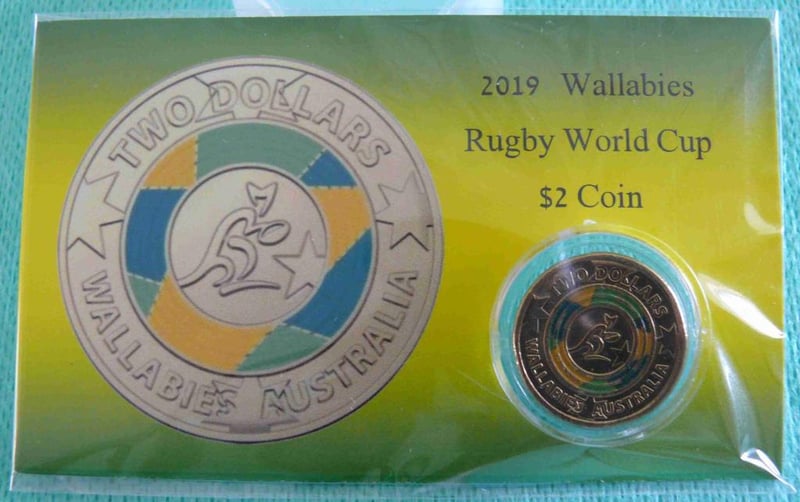 TWO DOLLARS
WALLABIES AUSTRALIA
2019 Wallabies
Rugby World Cup
$2 Coin
TWO DOLLARS
WALLABIES AUSTRALIA